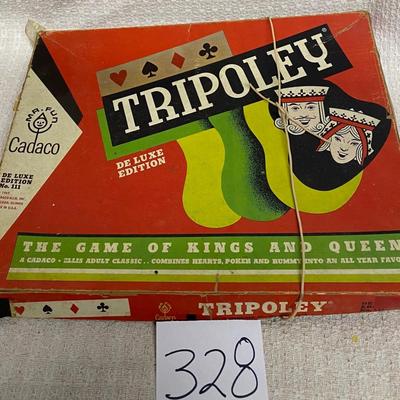 TRIPOLEY®
MR. FUN
Cadaco
DE LUXE
EDITION
No. 111
DE LUXE
EDITION
THE GAME OF KINGS AND QUEEN
A CADACO - ELLIS ADULT CLASSIC.. COMBINES HEARTS, POKER AND RUMMY INTO AN ALL YEAR FAVO
Cadaco
TRIPOLEY
328